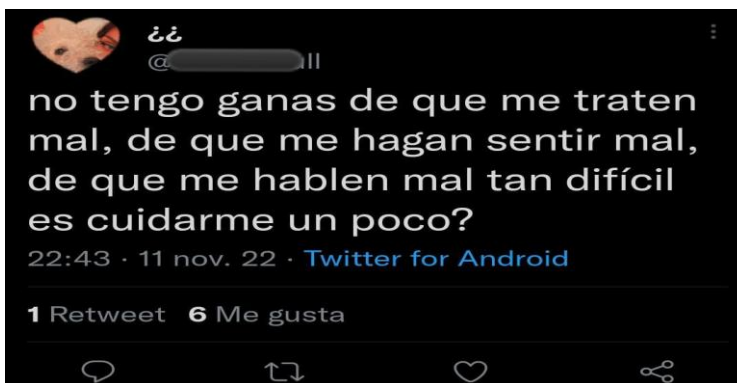 ¿¿
@ll
no tengo ganas de que me traten
mal, de que me hagan sentir mal,
de que me hablen mal tan difícil
es cuidarme un poco?
22:43 · 11 nov. 22 · Twitter for Android
1 Retweet 6 Me gusta